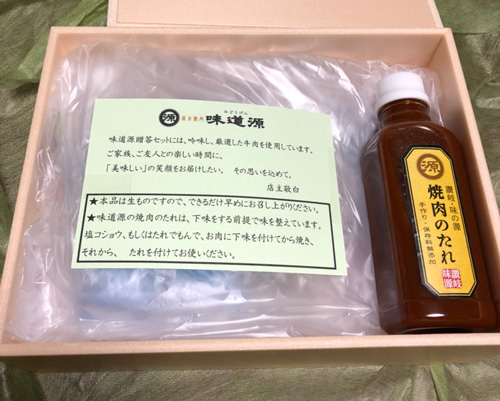 みどうげん
源 味道源
味道源贈答セットには、吟味し、厳選した牛肉を使用しています。
ご家族、ご友人との楽しい時間に、
「美味しい」の笑顔をお届けしたい。 その思いを込めて。
店主敬白
★本品は生ものですので、できるだけ早めにお召し上がりください。
★味道源の焼肉のたれは、下味をする前提で味を整えています。
塩コショウ、もしくはたれでもんで、お肉に下味を付けてから焼き、
それから、 たれを付けてお使いください。
源
讃岐・味の源
焼肉のたれ
手作り・保存料無添加
讃岐
味源